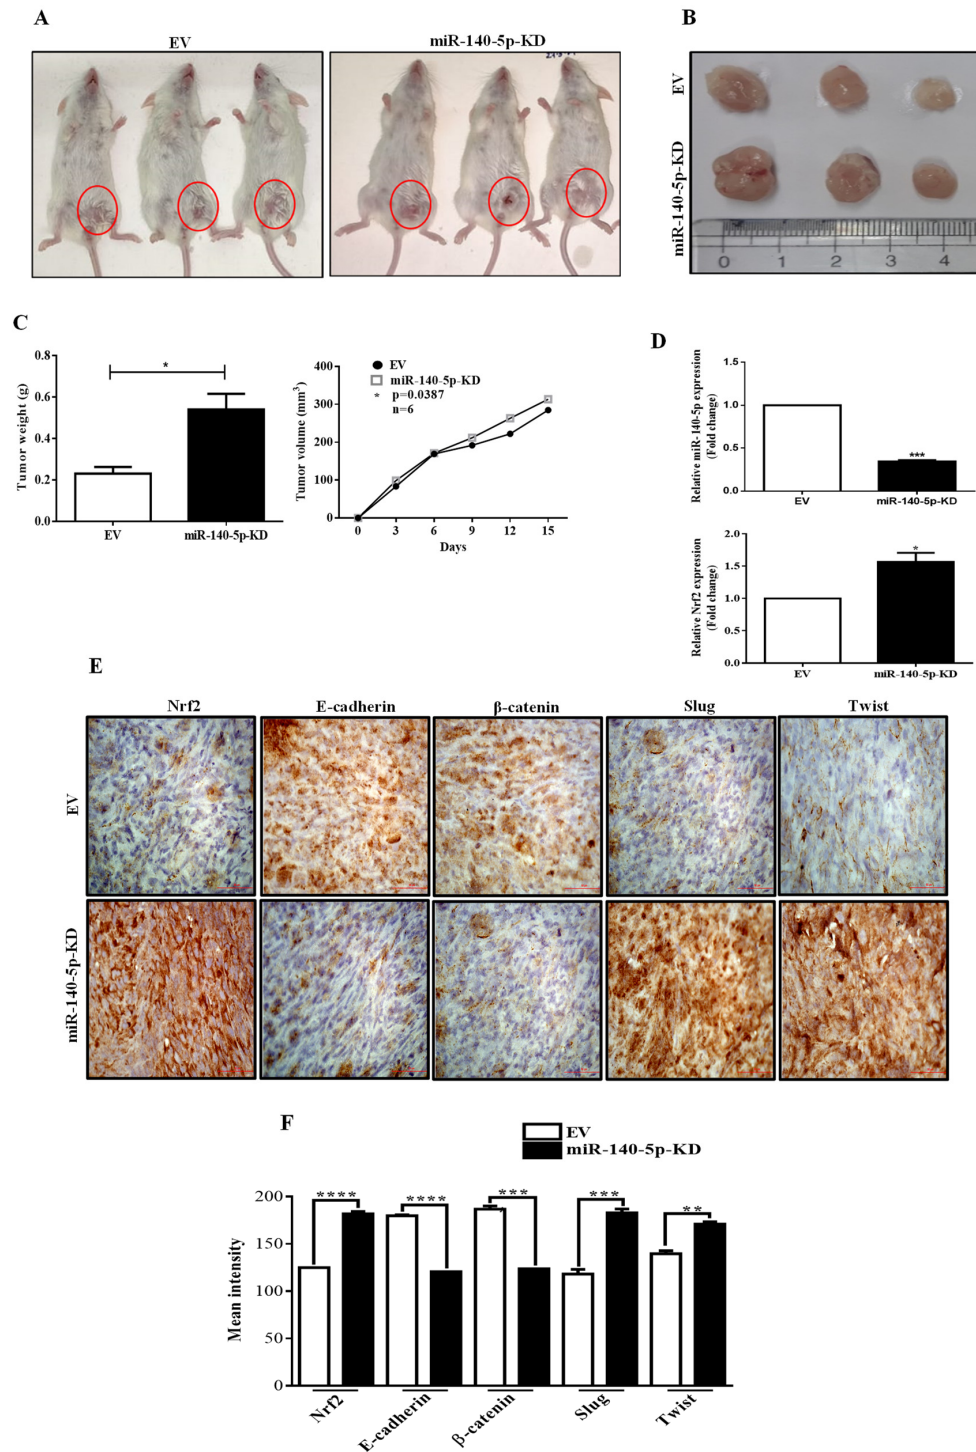 A
EV
miR-140-5p-KD
B
EV
miR-140-5p-KD
0 1 2 3 4
C
Tumor weight (g)
0.8
0.6
0.4
0.2
0.0
*
EV
miR-140-5p-KD
Tumor volume (mm3)
400
300
200
100
0
EV
miR-140-5p-KD
* p=0.0387
n=6
0 3 6 9 12 15
Days
D
Relative miR-140-5p expression
(Fold change)
1.5
1.0
0.5
0.0
***
EV
miR-140-5p-KD
Relative Nrf2 expression
(Fold change)
2.0
1.5
1.0
0.5
0.0
*
EV
miR-140-5p-KD
E
Nrf2
E-cadherin
β-catenin
Slug
Twist
EV
miR-140-5p-KD
F
EV
miR-140-5p-KD
Mean intensity
200
150
100
50
0
****
****
***
***
**
Nrf2
E-cadherin
β-catenin
Slug
Twist